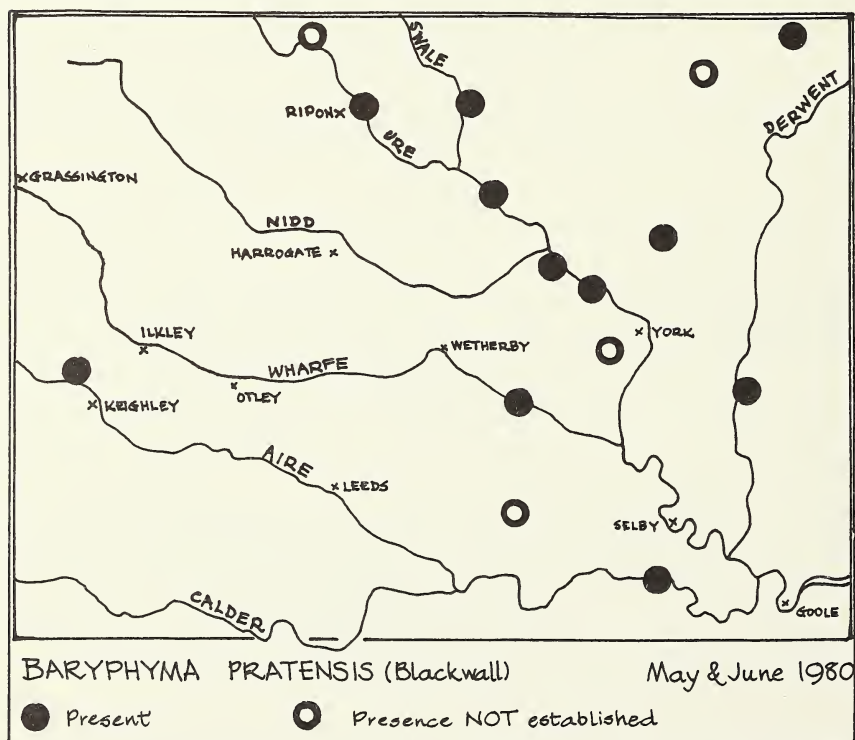 SWALE
DERWENT
RIPON
URE
GRASSINGTON
NIDD
HARROGATE
ILKLEY
WETHERBY
YORK
WHARFE
OTLEY
KEIGHLEY
AIRE
LEEDS
SELBY
CALDER
GOOLE
BARYPHYMA PRATENSIS (Blackwall) May & June 1980
Present Presence NOT established